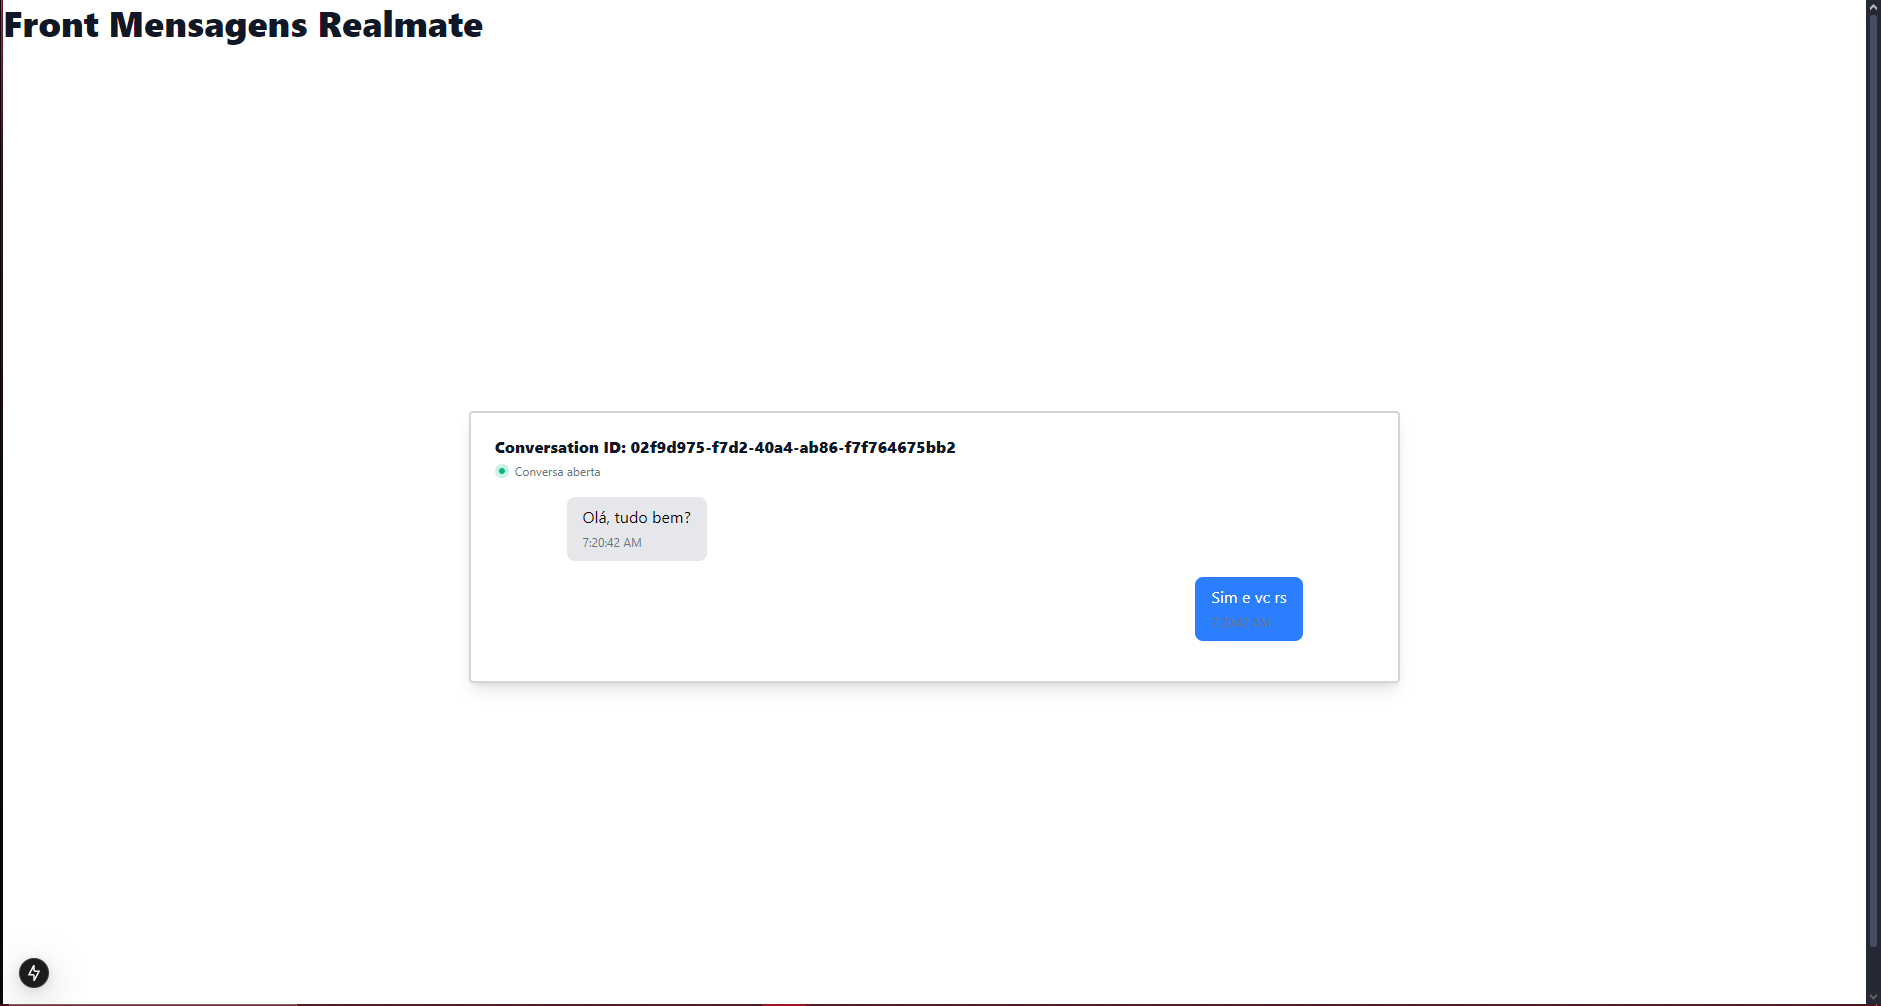 Front Mensagens Realmate
Conversation ID: 02f9d975-f7d2-40a4-ab86-f7f764675bb2
Conversa aberta
Olá, tudo bem?
7:20:42 AM
Sim e vc rs
7:20:42 AM